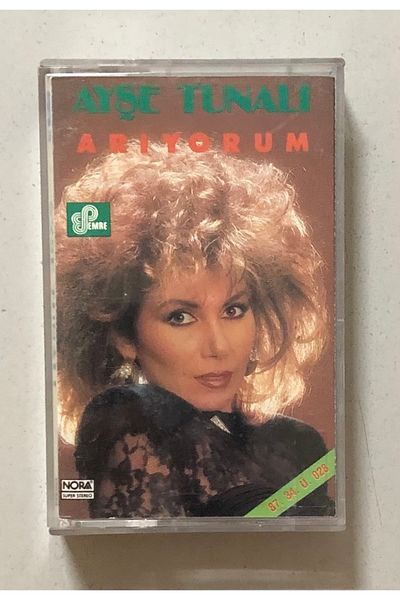 AYŞE TUNALI
ARIYORUM
EMRE
NORA
SUPER STEREO
87. 34. Ü. 028